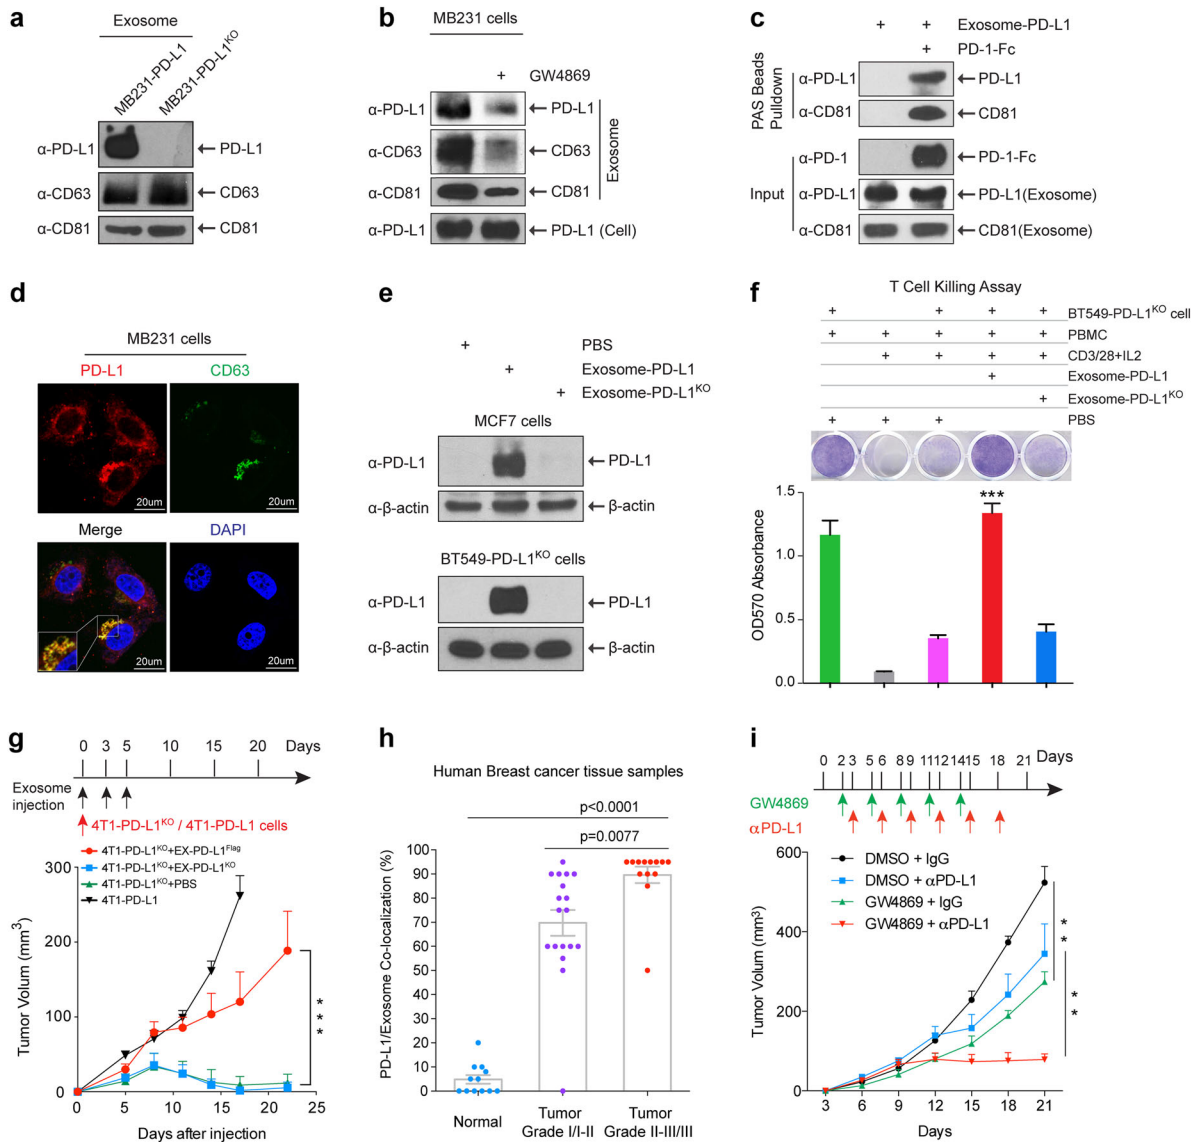 a
Exosome
MB231-PD-L1
MB231-PD-L1KO
α-PD-L1
PD-L1
α-CD63
CD63
α-CD81
CD81
b
MB231 cells
+
GW4869
α-PD-L1
PD-L1
α-CD63
CD63
α-CD81
CD81
Exosome
α-PD-L1
PD-L1 (Cell)
c
+ + Exosome-PD-L1
+ PD-1-Fc
PAS Beads
Pulldown
α-PD-L1
PD-L1
α-CD81
CD81
Input
α-PD-1
PD-1-Fc
α-PD-L1
PD-L1(Exosome)
α-CD81
CD81(Exosome)
d
MB231 cells
PD-L1
CD63
20um
20um
Merge
DAPI
20um
20um
e
+ PBS
+ Exosome-PD-L1
+ Exosome-PD-L1KO
MCF7 cells
α-PD-L1
PD-L1
α-β-actin
β-actin
BT549-PD-L1KO cells
α-PD-L1
PD-L1
α-β-actin
β-actin
f
T Cell Killing Assay
+ + + + BT549-PD-L1KO cell
+ + + + + PBMC
+ + + + CD3/28+IL2
+ Exosome-PD-L1
+ Exosome-PD-L1KO
+ + + PBS
OD570 Absorbance
1.5
1.0
0.5
0.0
***
g
0 3 5 10 15 20 Days
Exosome
injection
4T1-PD-L1KO / 4T1-PD-L1 cells
4T1-PD-L1KO+EX-PD-L1Flag
4T1-PD-L1KO+EX-PD-L1KO
4T1-PD-L1KO+PBS
4T1-PD-L1
Tumor Volum (mm3)
300
200
100
0
***
0 5 10 15 20 25
Days after injection
h
Human Breast cancer tissue samples
p<0.0001
p=0.0077
PD-L1/Exosome Co-localization (%)
100
90
80
70
60
50
40
30
20
10
0
Normal
Tumor
Grade I/I-II
Tumor
Grade II-III/III
i
0 2 3 5 6 8 9 11 12 14 15 18 21 Days
GW4869
αPD-L1
DMSO + IgG
DMSO + αPD-L1
GW4869 + IgG
GW4869 + αPD-L1
Tumor Volum (mm3)
600
400
200
0
**
**
3 6 9 12 15 18 21
Days